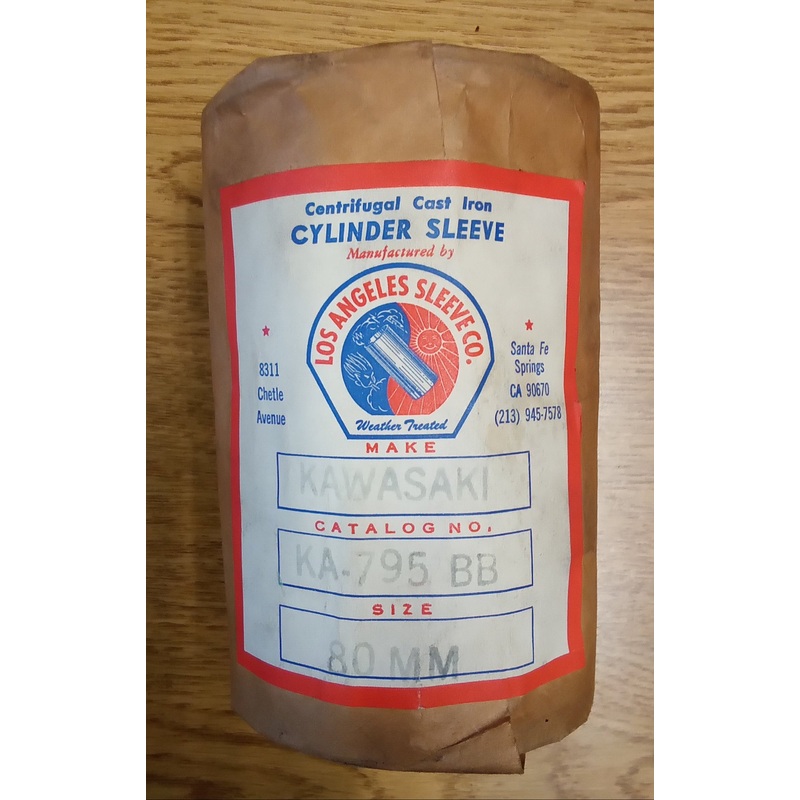 Centrifugal Cast Iron
CYLINDER SLEEVE
Manufactured by
LOS ANGELES SLEEVE CO.
Weather Treated
8311
Chetle
Avenue
Santa Fe
Springs
CA 90670
(213) 945-7578
MAKE
KAWASAKI
CATALOG NO.
KA-795 BB
SIZE
80 MM